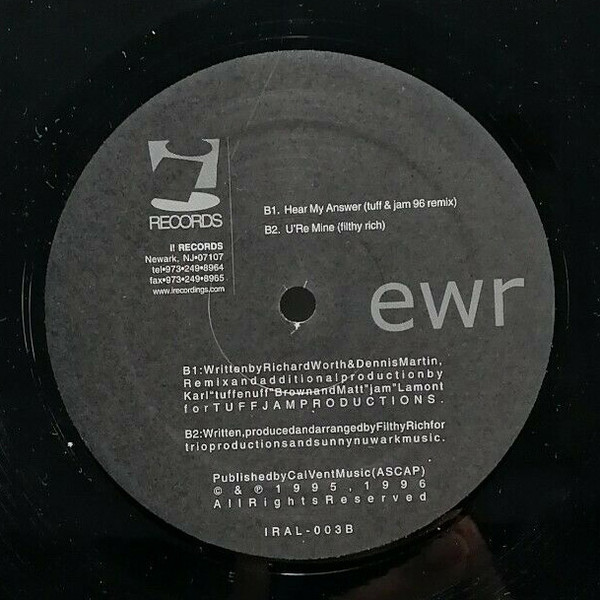 RECORDS
i! RECORDS
Newark, NJ•07107
tel•973•249•8964
fax•973•249•8965
www.irecordings.com
B1. Hear My Answer (tuff & jam 96 remix)
B2. U'Re Mine (filthy rich)
ewr
B1:WrittenbyRichardWorth&DennisMartin,
Remixandadditionalproductionby
Karl"tuffenuff"BrownandMatt"jam"Lamont
forTUFFJAMPRODUCTIONS.
B2:Written,producedandarrangedbyFilthyRichfor
trioproductionsandsunnynuwarkmusic.
PublishedbyCalVentMusic(ASCAP)
© & ℗ 1995, 1996
AllRightsReserved
IRAL-003B